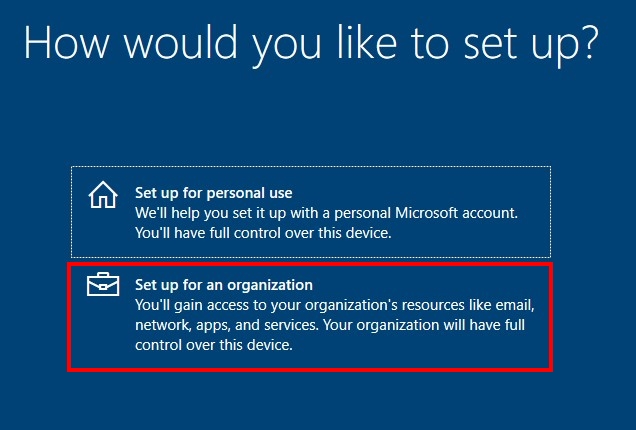 How would you like to set up?
Set up for personal use
We'll help you set it up with a personal Microsoft account.
You'll have full control over this device.
Set up for an organization
You'll gain access to your organization's resources like email,
network, apps, and services. Your organization will have full
control over this device.